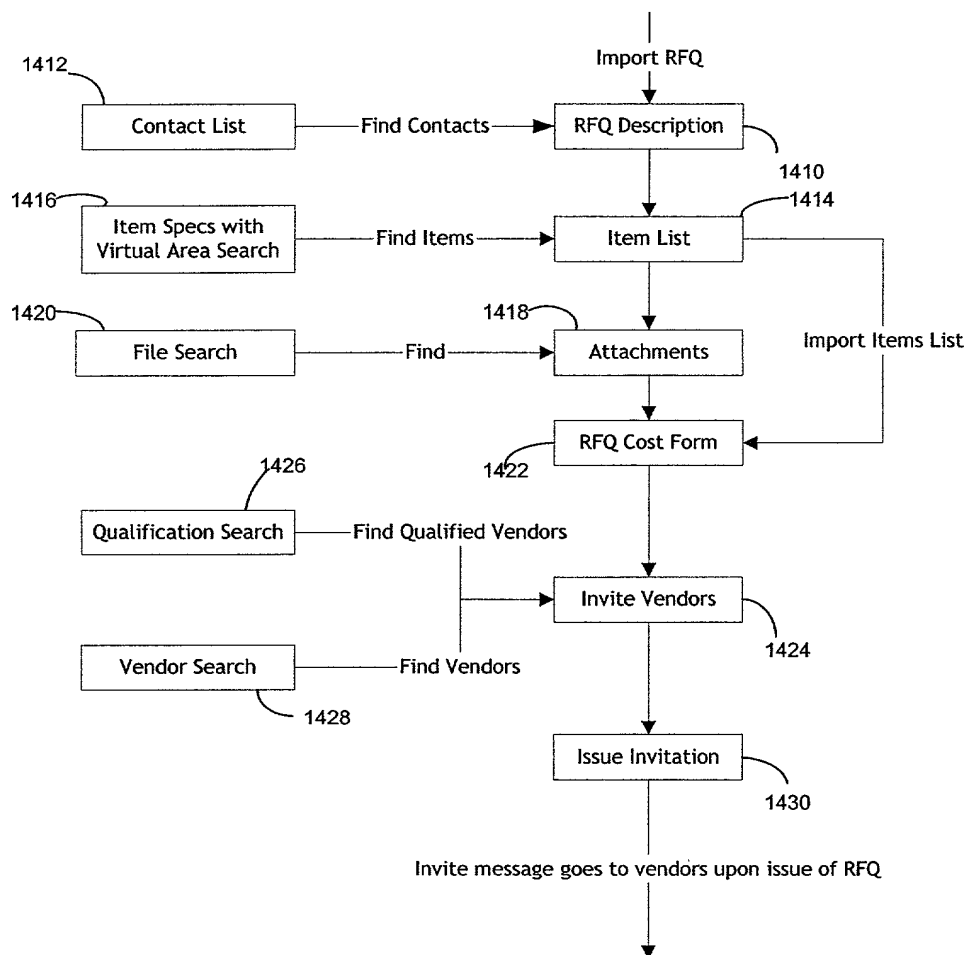 Import RFQ
1412
Contact List
Find Contacts
RFQ Description
1410
1416
1414
Item Specs with
Virtual Area Search
Find Items
Item List
1420
1418
File Search
Find
Attachments
Import Items List
RFQ Cost Form
1422
1426
Qualification Search
Find Qualified Vendors
Invite Vendors
1424
Vendor Search
Find Vendors
1428
Issue Invitation
1430
Invite message goes to vendors upon issue of RFQ